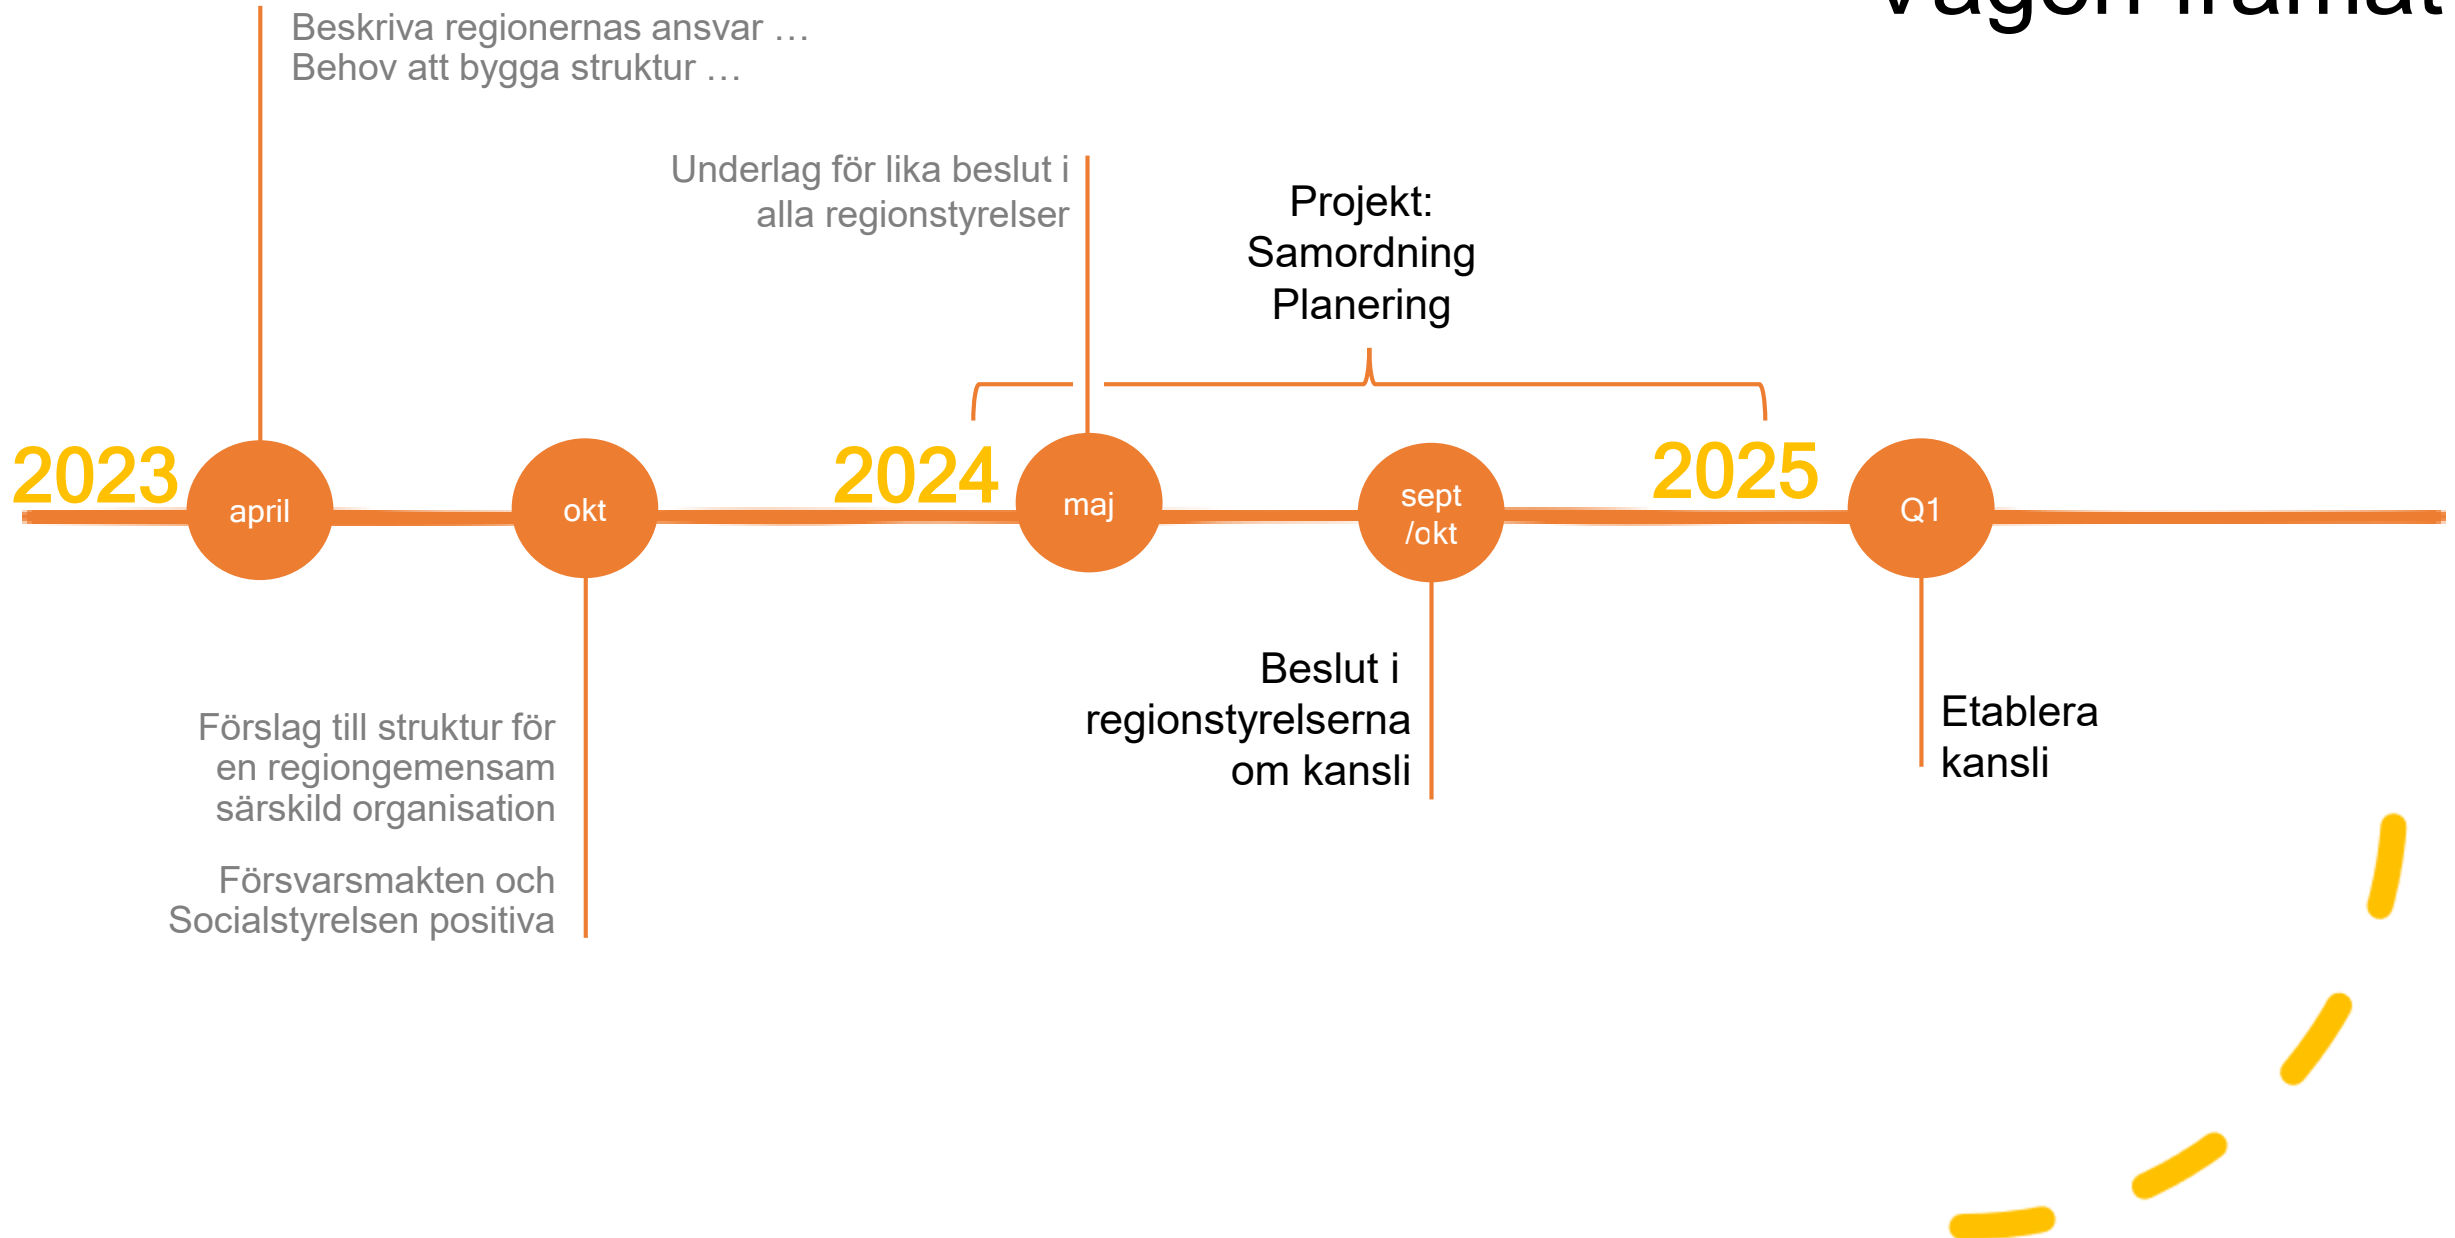 Vägen framåt
Beskriva regionernas ansvar …
Behov att bygga struktur …
Underlag för lika beslut i
alla regionstyrelser
Projekt:
Samordning
Planering
2023
april
okt
2024
maj
sept
/okt
2025
Q1
Förslag till struktur för
en regiongemensam
särskild organisation
Försvarsmakten och
Socialstyrelsen positiva
Beslut i
regionstyrelserna
om kansli
Etablera
kansli